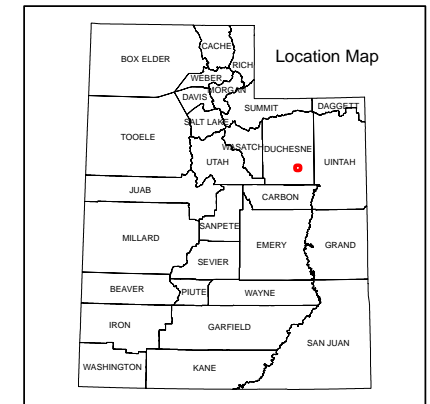 Location Map
BOX ELDER
CACHE
RICH
WEBER
MORGAN
DAVIS
SUMMIT
DAGGETT
SALT LAKE
TOOELE
WASATCH
DUCHESNE
UTAH
UINTAH
JUAB
CARBON
SANPETE
MILLARD
EMERY
GRAND
SEVIER
BEAVER
PIUTE
WAYNE
IRON
GARFIELD
SAN JUAN
WASHINGTON
KANE